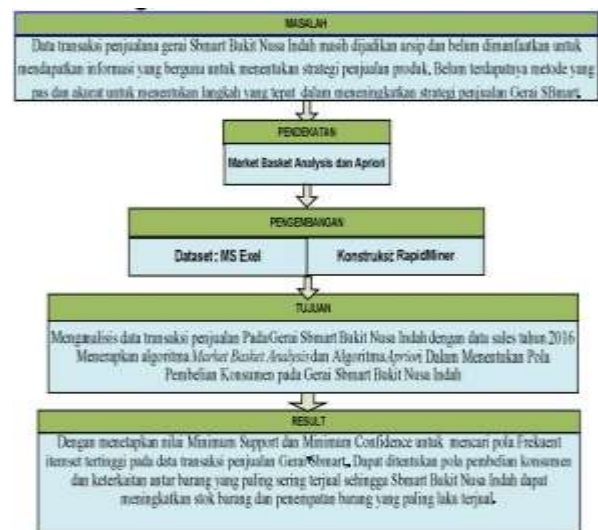 MASALAH
Data transaksi penjualana gerai Sbmart Bukit Nusa Indah masih dijadikan arsip dan belum dimanfaatkan untuk
mendapatkan informasi yang berguna untuk menentukan strategi penjualan produk. Belum terdapatnya metode yang
pas dan akurat untuk menentukan langkah yang tepat dalam meneningkatkan strategi penjualan Gerai SBmart.
PENDEKATAN
Market Basket Analysis dan Apriori
PENGEMBANGAN
Dataset : MS Exel
Konstruksi: RapidMiner
TUJUAN
Menganalisis data transaksi penjualan PadaGerai Sbmart Bukit Nusa Indah dengan data sales tahun 2016
Menerapkan algoritma Market Basket Analysis dan Algoritma Apriori Dalam Menentukan Pola
Pembelian Konsumen pada Gerai Sbmart Bukit Nusa Indah
RESULT
Dengan menetapkan nilai Minimum Support dan Minimum Confidence untuk mencari pola Frekuent
itemset tertinggi pada data transaksi penjualan Gerai Sbmart. Dapat ditentukan pola pembelian konsumen
dan keterkaitan antar barang yang paling sering terjual sehingga Sbmart Bukit Nusa Indah dapat
meningkatkan stok barang dan penempatan barang yang paling laku terjual.